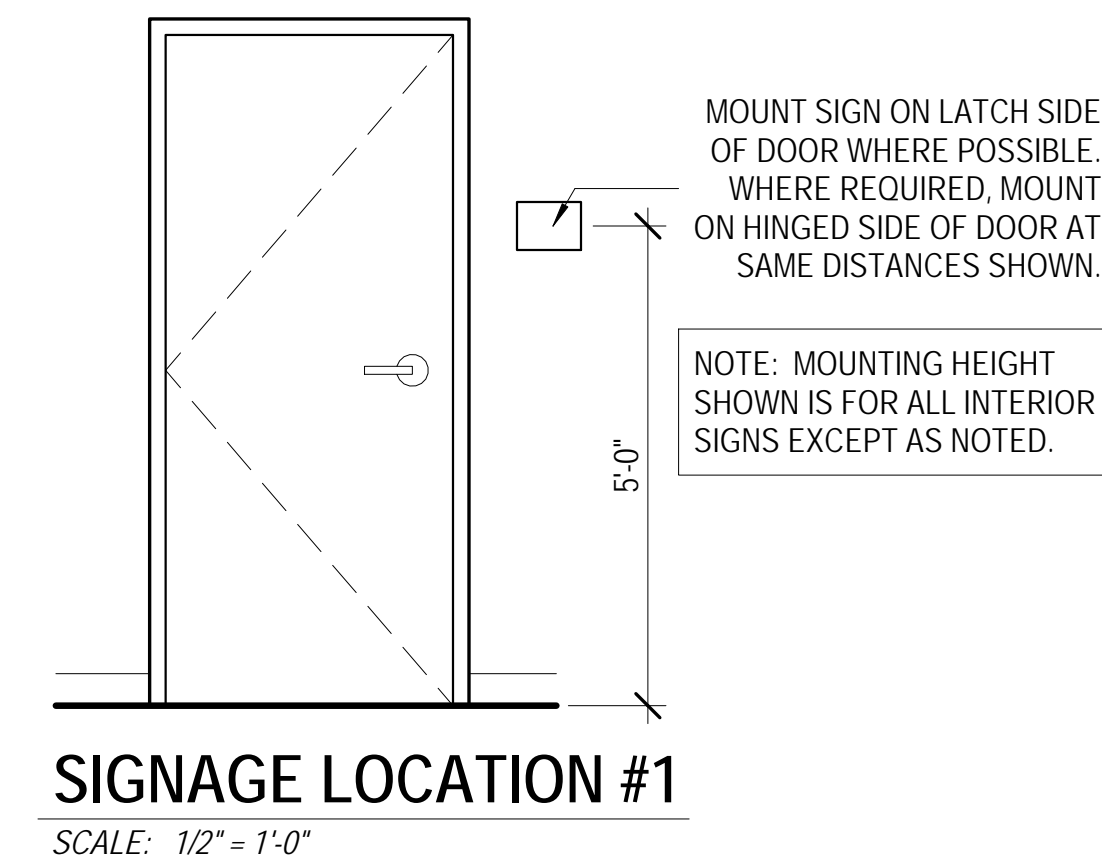 MOUNT SIGN ON LATCH SIDE
OF DOOR WHERE POSSIBLE.
WHERE REQUIRED, MOUNT
ON HINGED SIDE OF DOOR AT
SAME DISTANCES SHOWN.
NOTE: MOUNTING HEIGHT
SHOWN IS FOR ALL INTERIOR
SIGNS EXCEPT AS NOTED.
5'-0"
SIGNAGE LOCATION #1
SCALE: 1/2" = 1'-0"